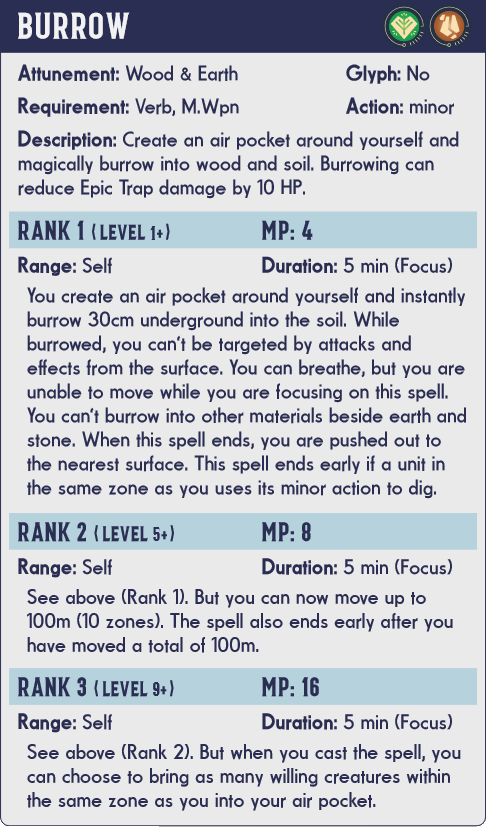 BURROW
Attunement: Wood & Earth Glyph: No
Requirement: Verb, M.Wpn Action: minor
Description: Create an air pocket around yourself and
magically burrow into wood and soil. Burrowing can
reduce Epic Trap damage by 10 HP.
RANK 1 (LEVEL 1+) MP: 4
Range: Self Duration: 5 min (Focus)
You create an air pocket around yourself and instantly
burrow 30cm underground into the soil. While
burrowed, you can't be targeted by attacks and
effects from the surface. You can breathe, but you are
unable to move while you are focusing on this spell.
You can't burrow into other materials beside earth and
stone. When this spell ends, you are pushed out to
the nearest surface. This spell ends early if a unit in
the same zone as you uses its minor action to dig.
RANK 2 (LEVEL 5+) MP: 8
Range: Self Duration: 5 min (Focus)
See above (Rank 1). But you can now move up to
100m (10 zones). The spell also ends early after you
have moved a total of 100m.
RANK 3 (LEVEL 9+) MP: 16
Range: Self Duration: 5 min (Focus)
See above (Rank 2). But when you cast the spell, you
can choose to bring as many willing creatures within
the same zone as you into your air pocket.